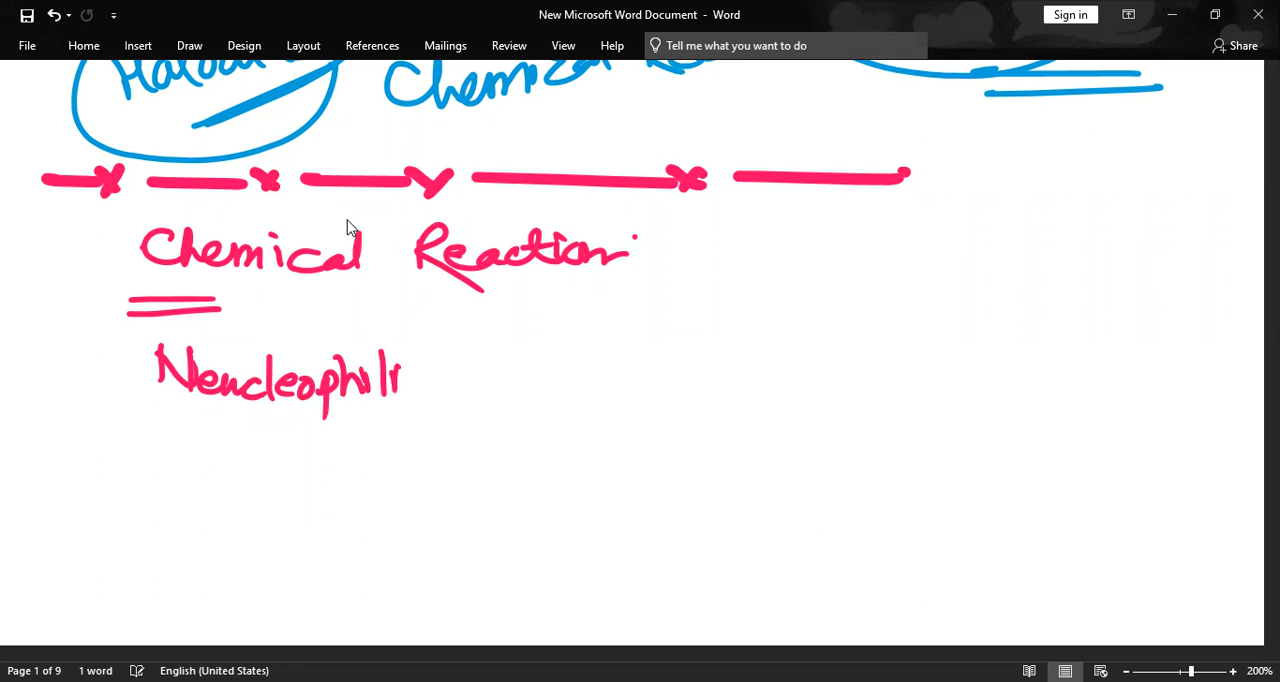 New Microsoft Word Document - Word
Sign in
File Home Insert Draw Design Layout References Mailings Review View Help Tell me what you want to do Share
Chemical
Chemical Reaction
Neucleophili
Page 1 of 9 1 word English (United States) 200%